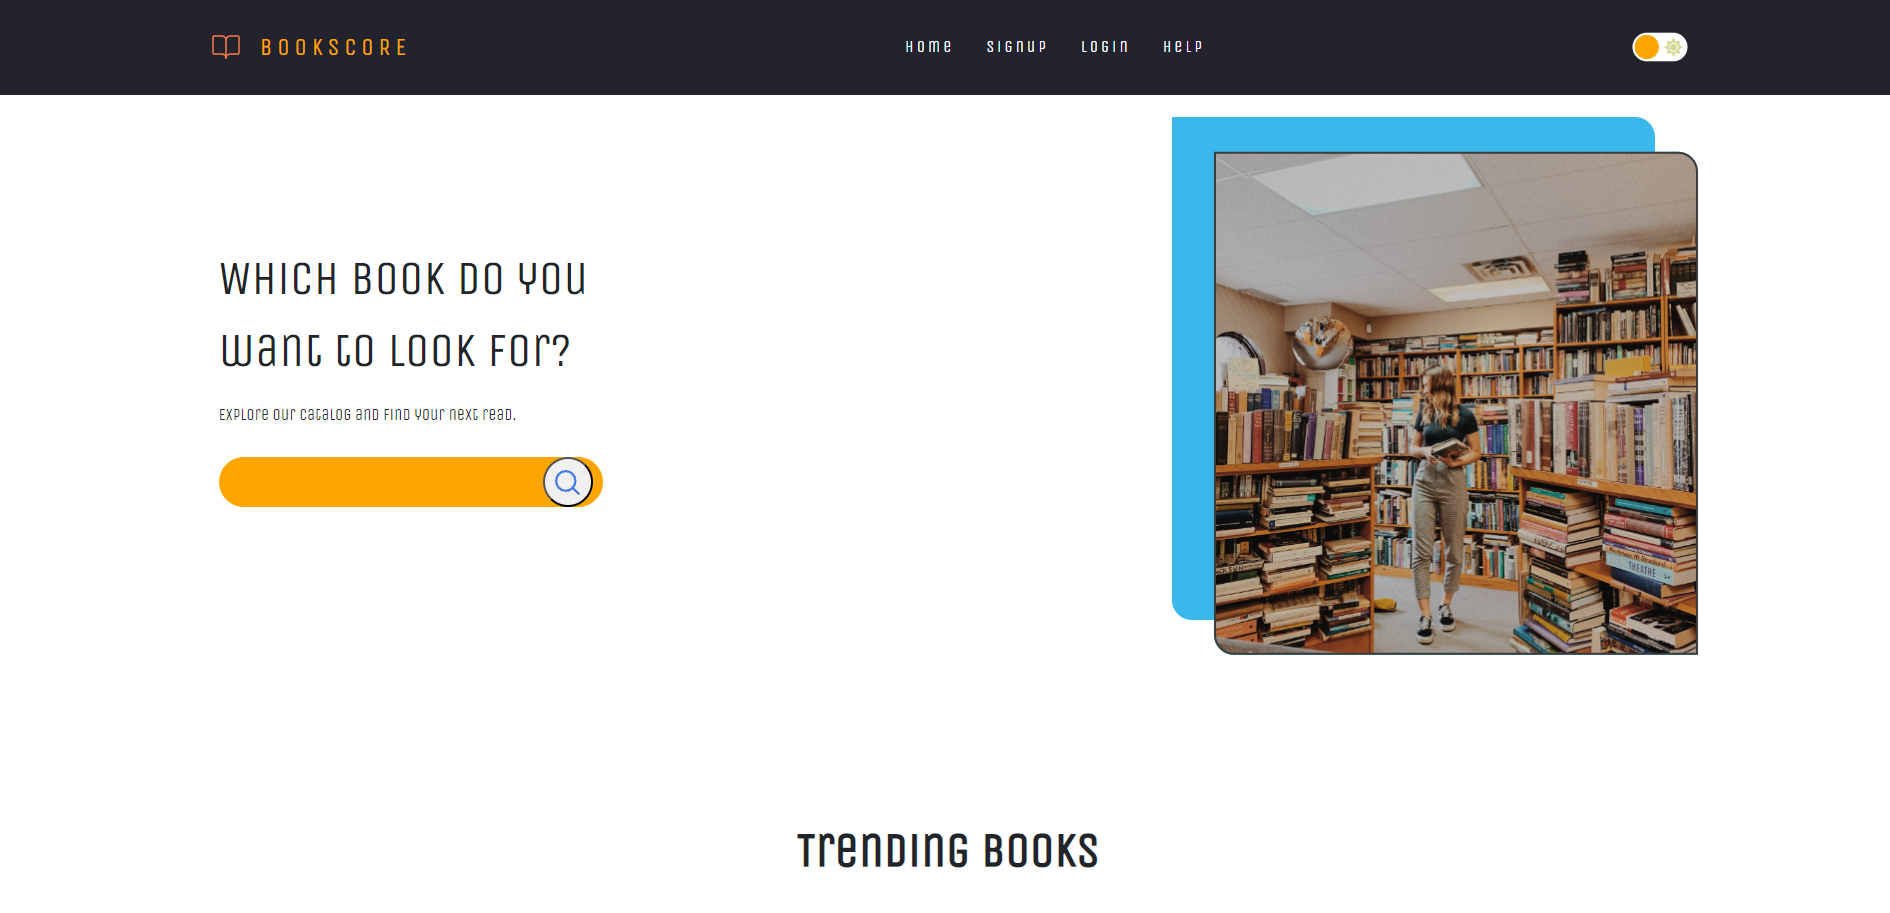 BOOKSCORE
Home
Signup
Login
Help
Which book do you
want to look for?
Explore our catalog and find your next read.
THEATRE
Trending Books